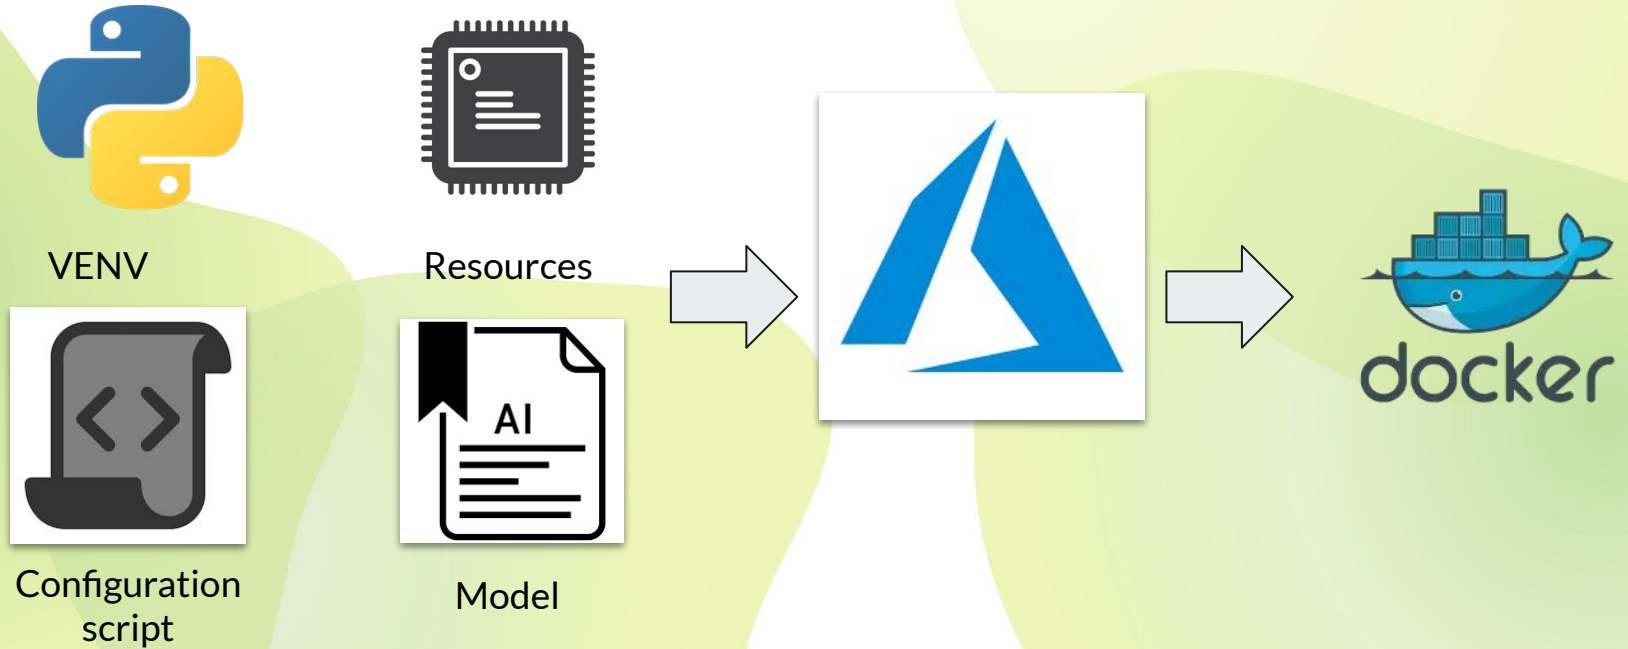 VENV
Resources
AI
Configuration
script
Model
docker